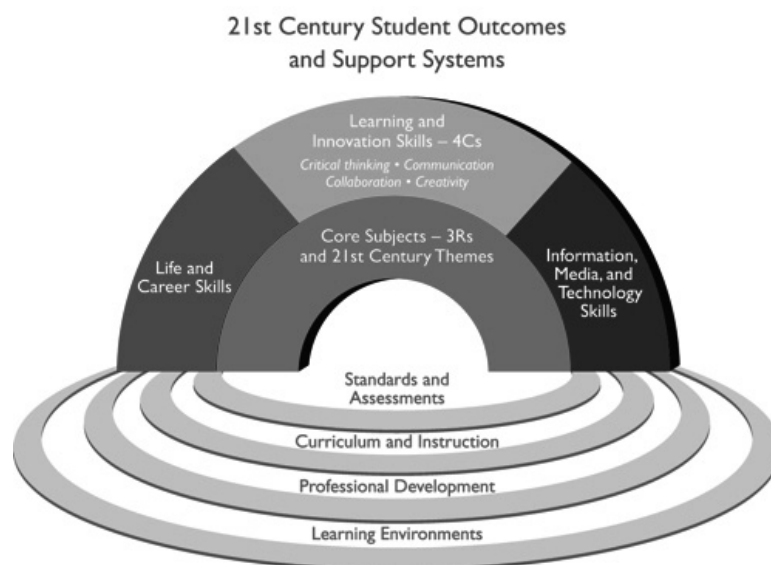 21st Century Student Outcomes
and Support Systems
Learning and
Innovation Skills – 4Cs
Critical thinking • Communication
Collaboration • Creativity
Core Subjects – 3Rs
and 21st Century Themes
Life and
Career Skills
Information,
Media, and
Technology
Skills
Standards and
Assessments
Curriculum and Instruction
Professional Development
Learning Environments